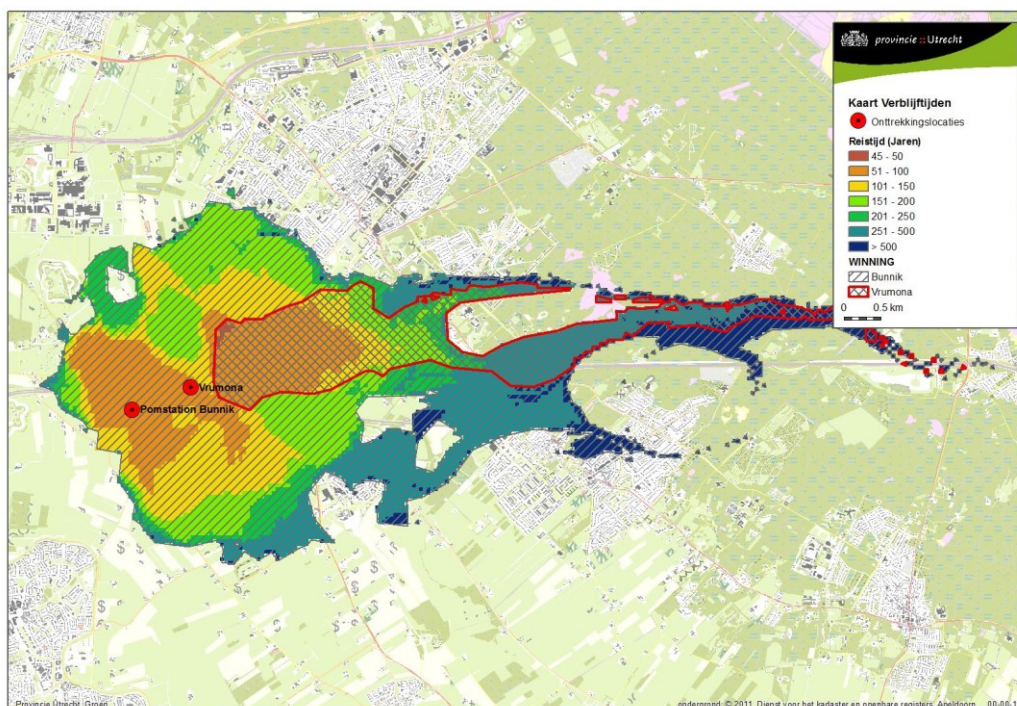 provincie :: Utrecht
Kaart Verblijftijden
Onttrekkingslocaties
Reistijd (Jaren)
45 - 50
51 - 100
101 - 150
151 - 200
201 - 250
251 - 500
> 500
WINNING
Bunnik
Vrumona
0 0.5 km
Vrumona
Pomstation Bunnik
Provincie Utrecht, Groen
ondergrond: © 2011, Dienst voor het kadaster en openbare registers, Apeldoorn